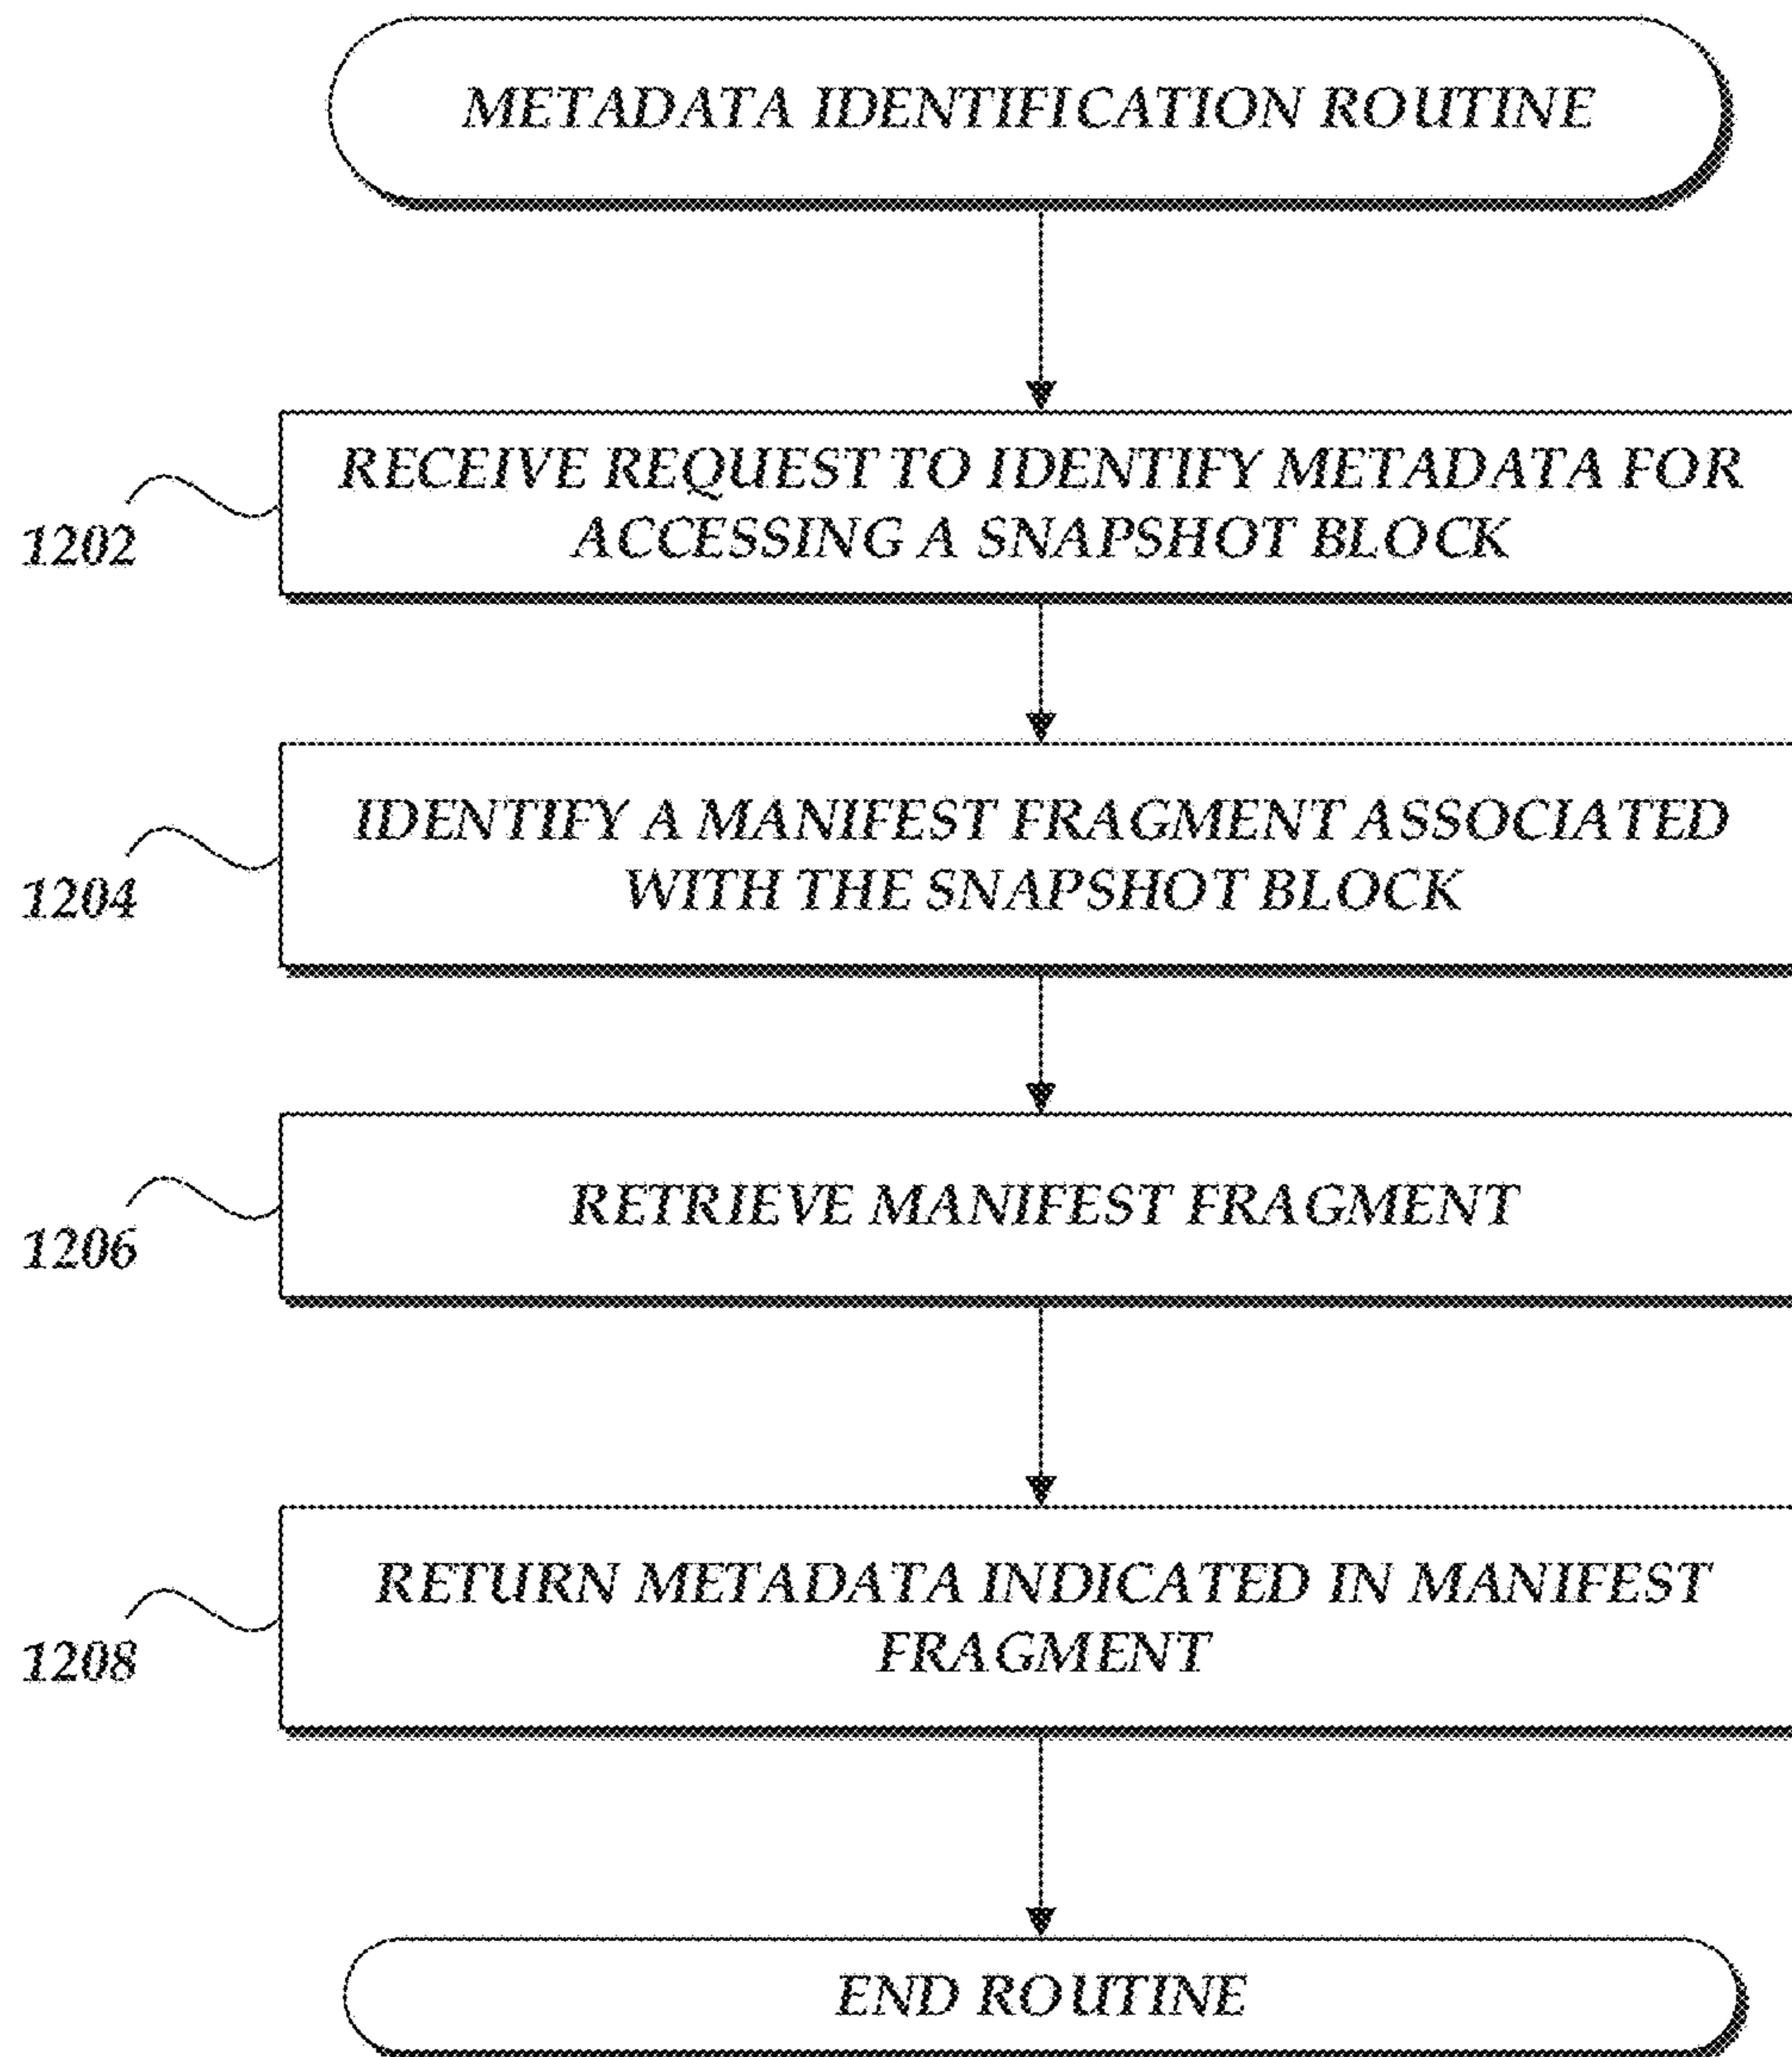 METADATA IDENTIFICATION ROUTINE
RECEIVE REQUEST TO IDENTIFY METADATA FOR
ACCESSING A SNAPSHOT BLOCK
1202
IDENTIFY A MANIFEST FRAGMENT ASSOCIATED
WITH THE SNAPSHOT BLOCK
1204
RETRIEVE MANIFEST FRAGMENT
1206
RETURN METADATA INDICATED IN MANIFEST
FRAGMENT
1208
END ROUTINE